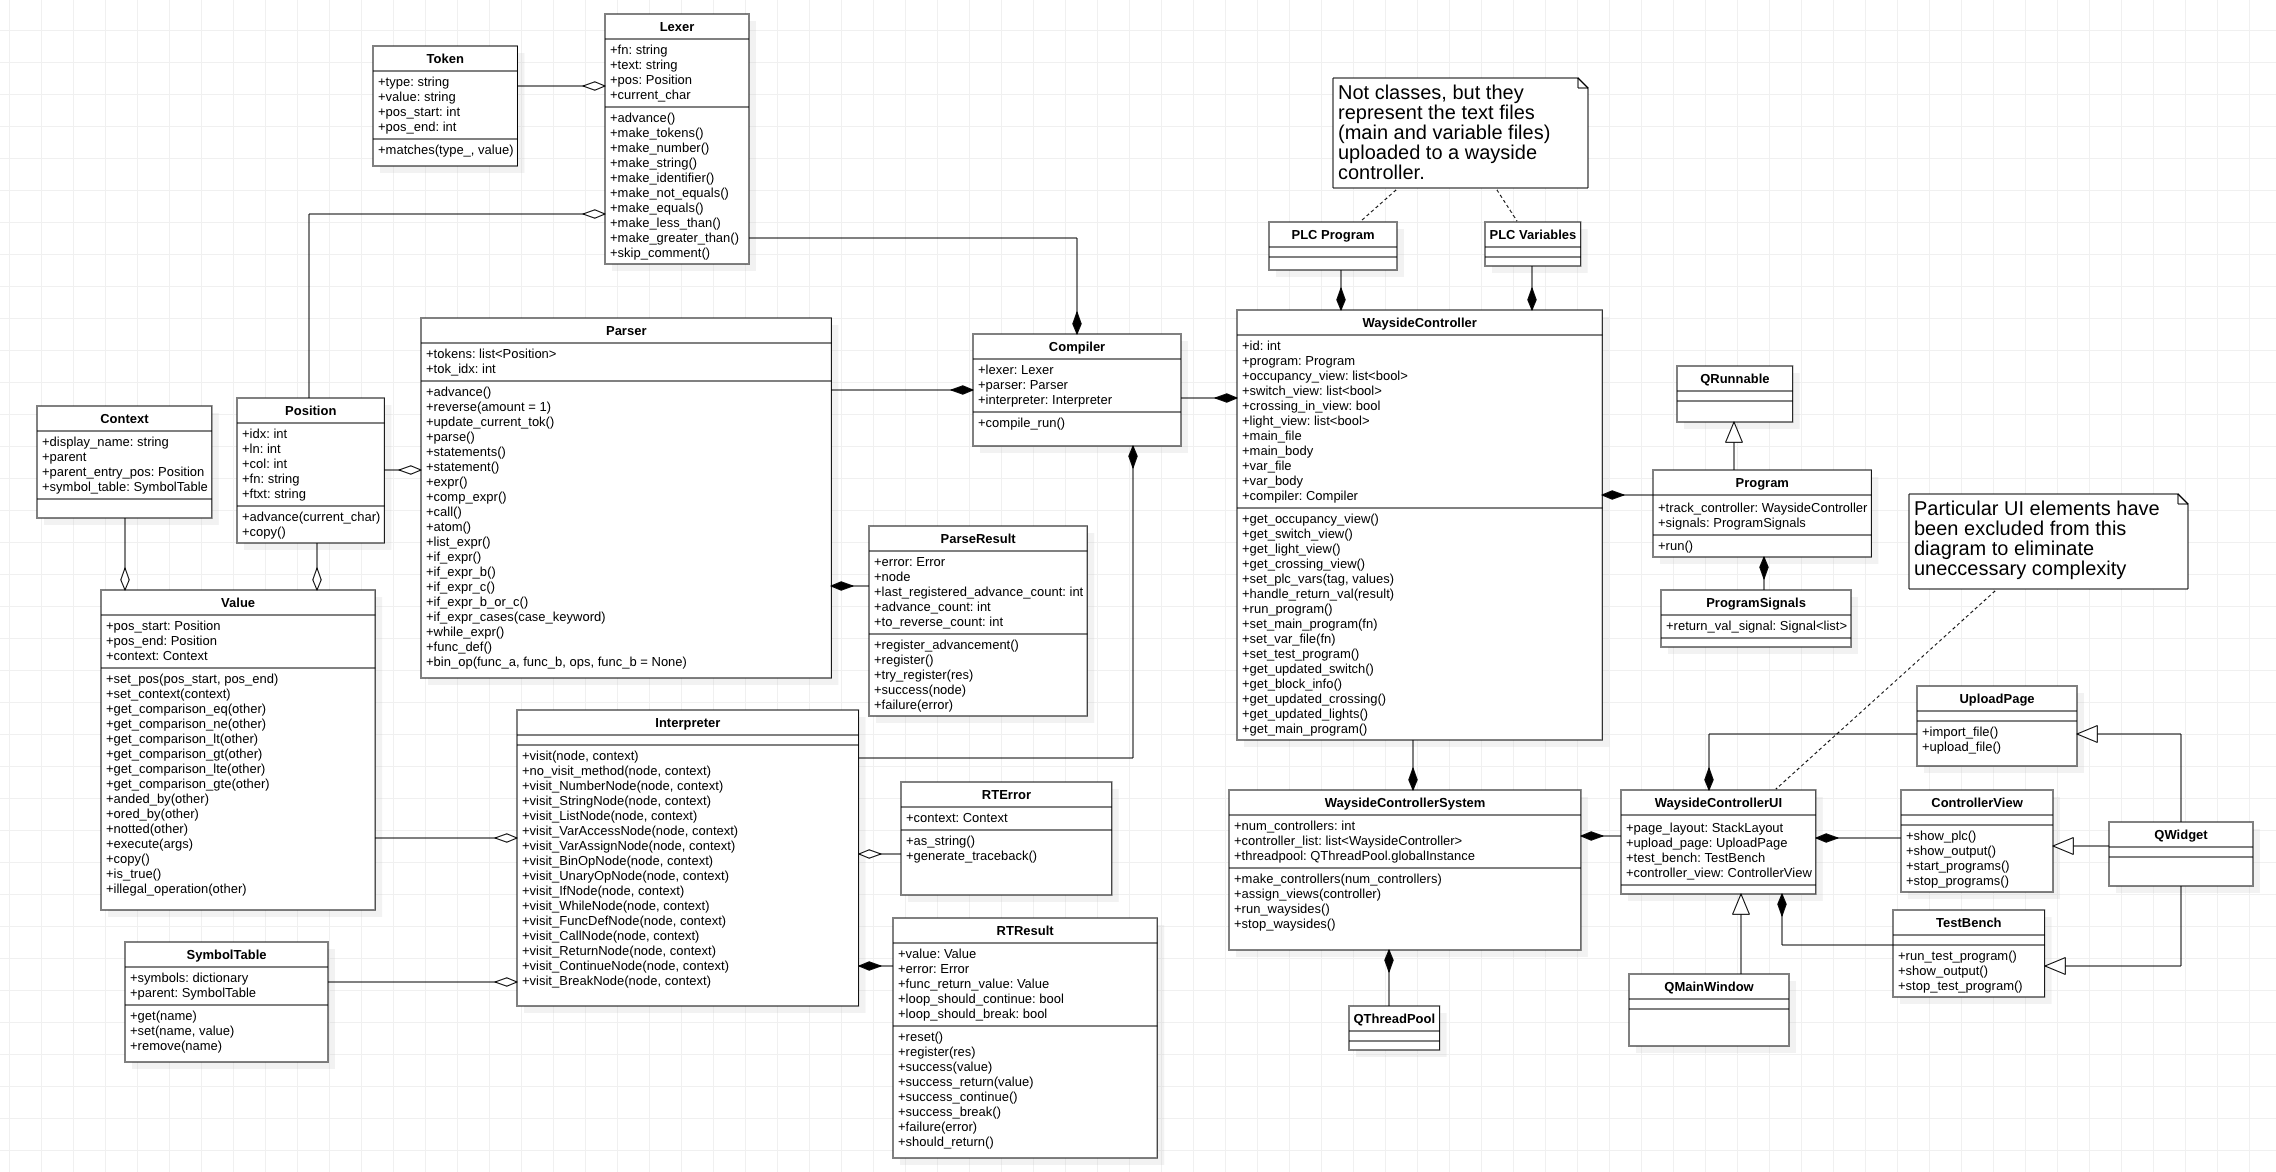 Lexer
+fn: string
+text: string
+pos: Position
+current_char
+advance()
+make_tokens()
+make_number()
+make_string()
+make_identifier()
+make_not_equals()
+make_equals()
+make_less_than()
+make_greater_than()
+skip_comment()
Token
+type: string
+value: string
+pos_start: int
+pos_end: int
+matches(type_, value)
Not classes, but they
represent the text files
(main and variable files)
uploaded to a wayside
controller.
PLC Program
PLC Variables
Parser
+tokens: list<Position>
+tok_idx: int
+advance()
+reverse(amount = 1)
+update_current_tok()
+parse()
+statements()
+statement()
+expr()
+comp_expr()
+call()
+atom()
+list_expr()
+if_expr()
+if_expr_b()
+if_expr_c()
+if_expr_b_or_c()
+if_expr_cases(case_keyword)
+while_expr()
+func_def()
+bin_op(func_a, func_b, ops, func_b = None)
Compiler
+lexer: Lexer
+parser: Parser
+interpreter: Interpreter
+compile_run()
WaysideController
+id: int
+program: Program
+occupancy_view: list<bool>
+switch_view: list<bool>
+crossing_in_view: bool
+light_view: list<bool>
+main_file
+main_body
+var_file
+var_body
+compiler: Compiler
+get_occupancy_view()
+get_switch_view()
+get_light_view()
+get_crossing_view()
+set_plc_vars(tag, values)
+handle_return_val(result)
+run_program()
+set_main_program(fn)
+set_var_file(fn)
+set_test_program()
+get_updated_switch()
+get_block_info()
+get_updated_crossing()
+get_updated_lights()
+get_main_program()
QRunnable
Program
+track_controller: WaysideController
+signals: ProgramSignals
+run()
ProgramSignals
+return_val_signal: Signal<list>
Particular UI elements have
been excluded from this
diagram to eliminate
uneccessary complexity
Context
+display_name: string
+parent
+parent_entry_pos: Position
+symbol_table: SymbolTable
Position
+idx: int
+ln: int
+col: int
+fn: string
+ftxt: string
+advance(current_char)
+copy()
ParseResult
+error: Error
+node
+last_registered_advance_count: int
+advance_count: int
+to_reverse_count: int
+register_advancement()
+register()
+try_register(res)
+success(node)
+failure(error)
Value
+pos_start: Position
+pos_end: Position
+context: Context
+set_pos(pos_start, pos_end)
+set_context(context)
+get_comparison_eq(other)
+get_comparison_ne(other)
+get_comparison_lt(other)
+get_comparison_gt(other)
+get_comparison_lte(other)
+get_comparison_gte(other)
+anded_by(other)
+ored_by(other)
+notted(other)
+execute(args)
+copy()
+is_true()
+illegal_operation(other)
Interpreter
+visit(node, context)
+no_visit_method(node, context)
+visit_NumberNode(node, context)
+visit_StringNode(node, context)
+visit_ListNode(node, context)
+visit_VarAccessNode(node, context)
+visit_VarAssignNode(node, context)
+visit_BinOpNode(node, context)
+visit_UnaryOpNode(node, context)
+visit_IfNode(node, context)
+visit_WhileNode(node, context)
+visit_FuncDefNode(node, context)
+visit_CallNode(node, context)
+visit_ReturnNode(node, context)
+visit_ContinueNode(node, context)
+visit_BreakNode(node, context)
RTError
+context: Context
+as_string()
+generate_traceback()
WaysideControllerSystem
+num_controllers: int
+controller_list: list<WaysideController>
+threadpool: QThreadPool.globalInstance
+make_controllers(num_controllers)
+assign_views(controller)
+run_waysides()
+stop_waysides()
WaysideControllerUI
+page_layout: StackLayout
+upload_page: UploadPage
+test_bench: TestBench
+controller_view: ControllerView
UploadPage
+import_file()
+upload_file()
ControllerView
+show_plc()
+show_output()
+start_programs()
+stop_programs()
QWidget
TestBench
+run_test_program()
+show_output()
+stop_test_program()
SymbolTable
+symbols: dictionary
+parent: SymbolTable
+get(name)
+set(name, value)
+remove(name)
RTResult
+value: Value
+error: Error
+func_return_value: Value
+loop_should_continue: bool
+loop_should_break: bool
+reset()
+register(res)
+success(value)
+success_return(value)
+success_continue()
+success_break()
+failure(error)
+should_return()
QThreadPool
QMainWindow